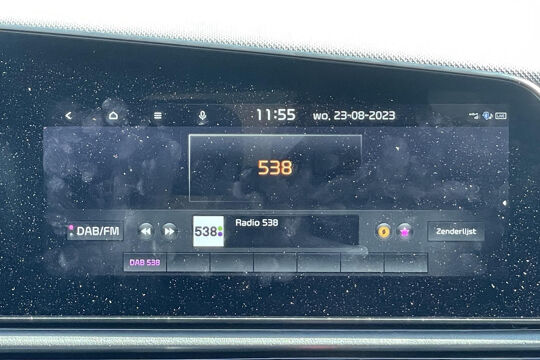 11:55 wo, 23-08-2023
538
DAB/FM
538
Radio 538
Zenderlijst
DAB 538